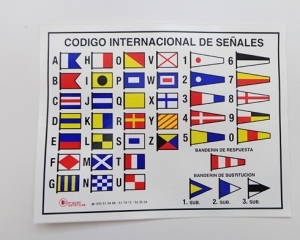 CODIGO INTERNACIONAL DE SEÑALES
A H O V 1 6
B I P W 2 7
C J Q X 3 8
D K R Y 4 9
E L S Z 5 0
F M T
G N U
BANDERIN DE RESPUESTA
BANDERIN DE SUSTITUCION
1. SUB. 2. SUB. 3. SUB.